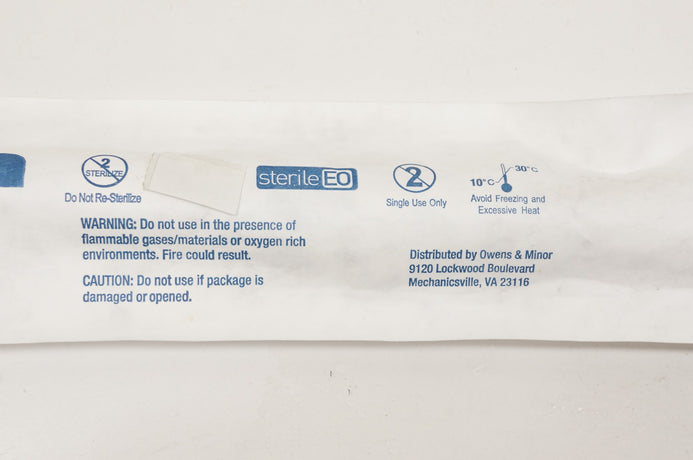 2
STERILIZE
Do Not Re-Sterilize
sterile EO
2
Single Use Only
10°C
30°C
Avoid Freezing and
Excessive Heat
WARNING: Do not use in the presence of
flammable gases/materials or oxygen rich
environments. Fire could result.
CAUTION: Do not use if package is
damaged or opened.
Distributed by Owens & Minor
9120 Lockwood Boulevard
Mechanicsville, VA 23116